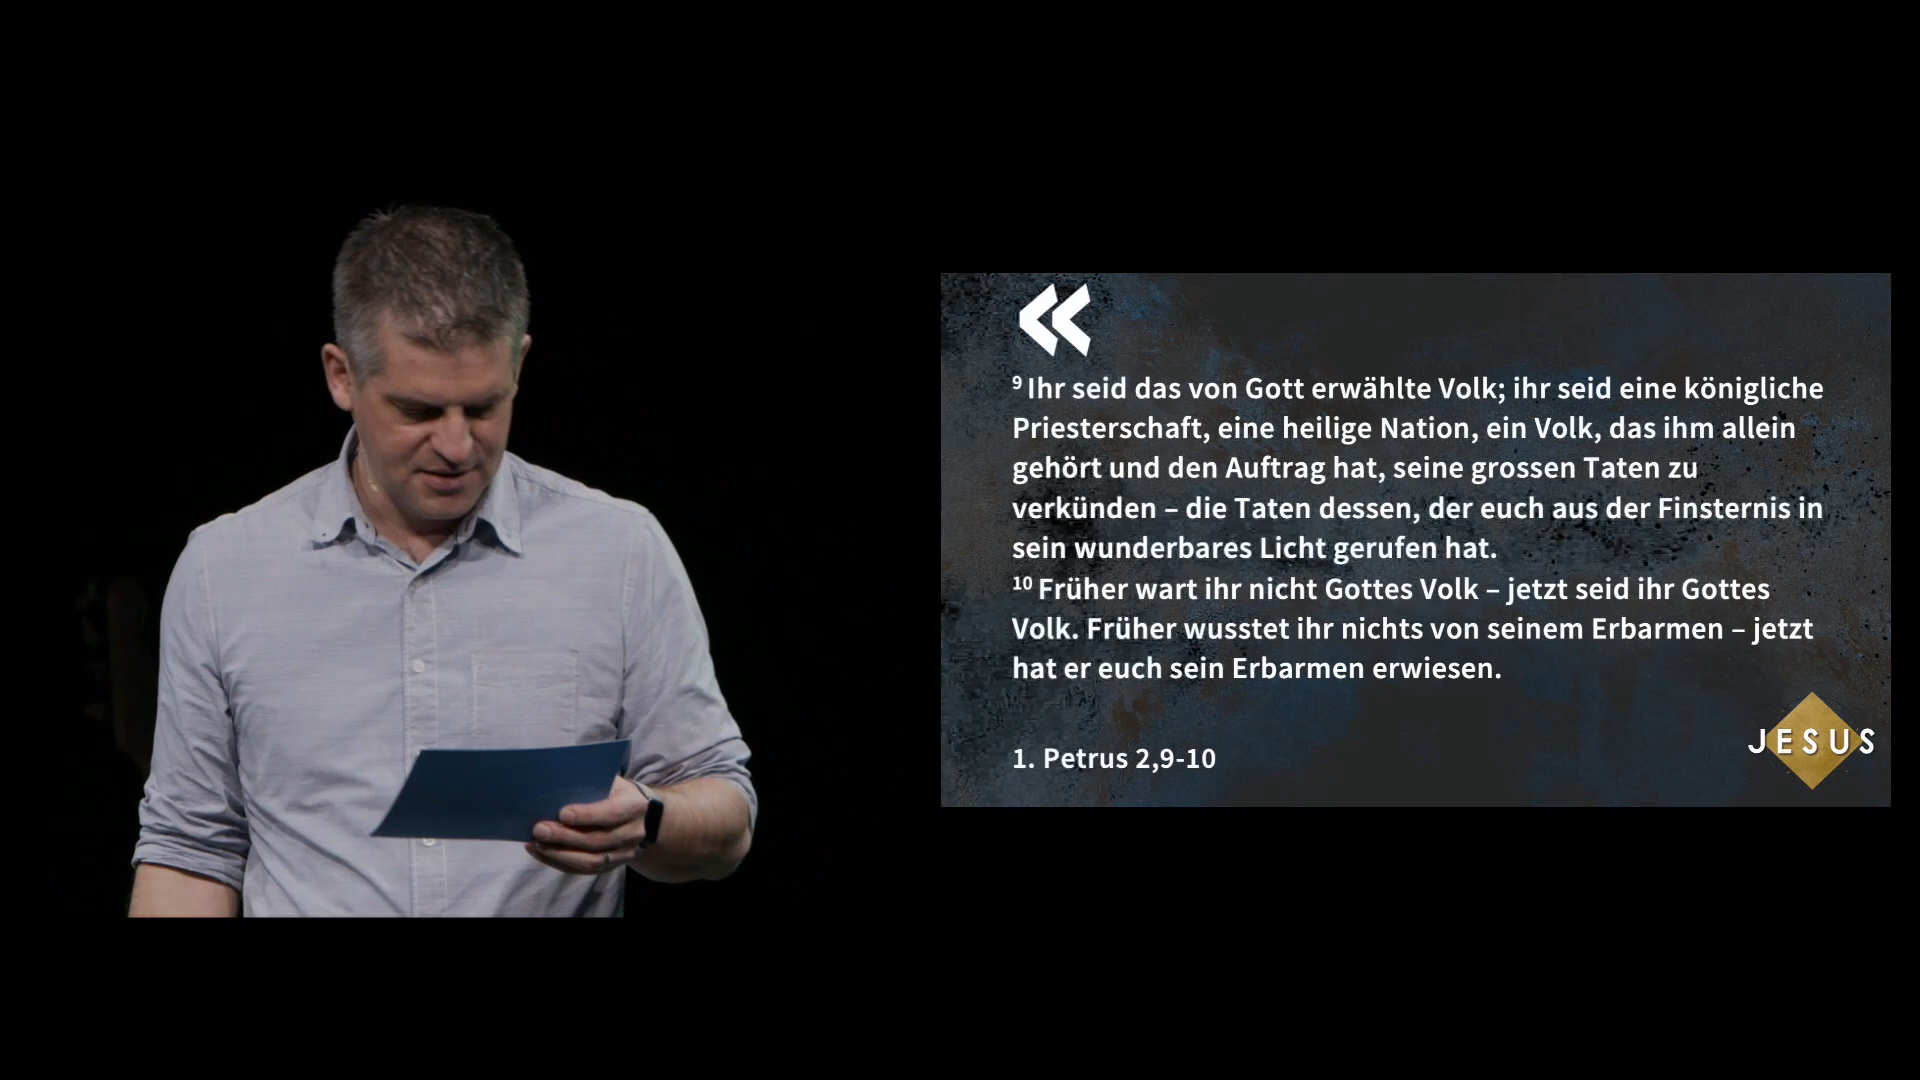 «
⁹ Ihr seid das von Gott erwählte Volk; ihr seid eine königliche
Priesterschaft, eine heilige Nation, ein Volk, das ihm allein
gehört und den Auftrag hat, seine grossen Taten zu
verkünden – die Taten dessen, der euch aus der Finsternis in
sein wunderbares Licht gerufen hat.
¹⁰ Früher wart ihr nicht Gottes Volk – jetzt seid ihr Gottes
Volk. Früher wusstet ihr nichts von seinem Erbarmen – jetzt
hat er euch sein Erbarmen erwiesen.
1. Petrus 2,9-10
JESUS